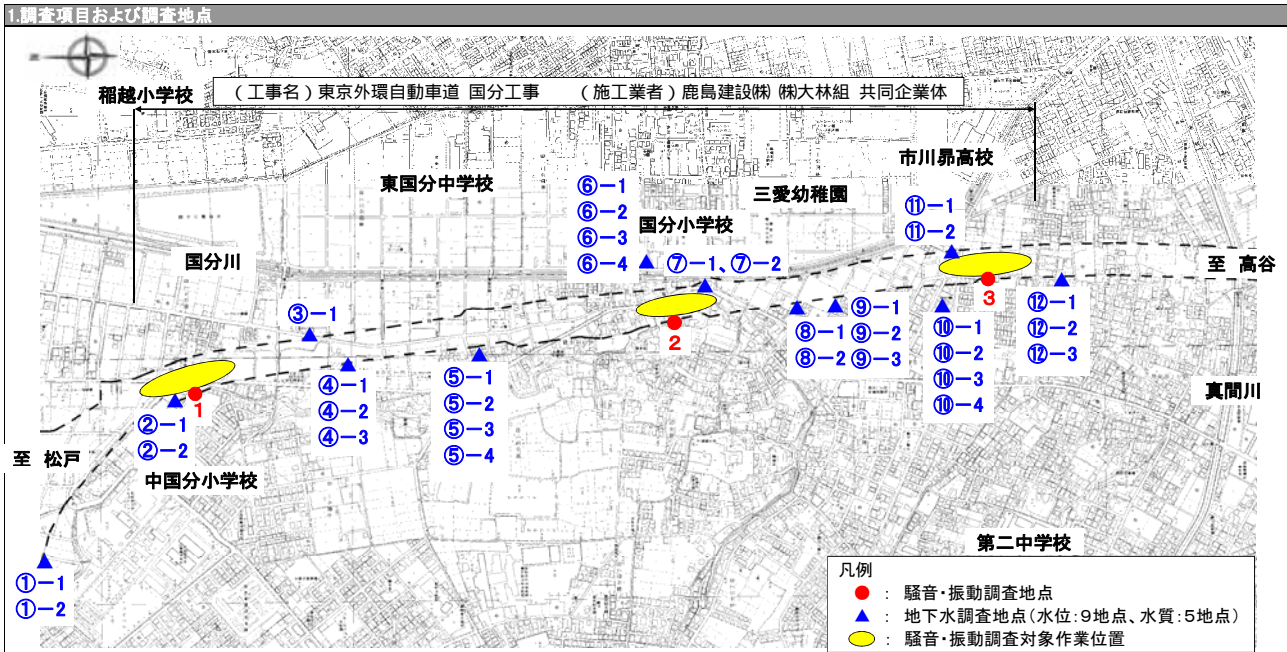 1.調査項目および調査地点
稲越小学校
(工事名)東京外環自動車道 国分工事 (施工業者)鹿島建設㈱ ㈱大林組 共同企業体
市川昴高校
東国分中学校
⑥-1
⑥-2
⑥-3
⑥-4
三愛幼稚園
国分小学校
⑪-1
⑪-2
国分川
⑦-1、⑦-2
至 高谷
③-1
3
2
⑧-1
⑧-2
⑨-1
⑨-2
⑨-3
⑩-1
⑩-2
⑩-3
⑩-4
⑫-1
⑫-2
⑫-3
④-1
④-2
④-3
⑤-1
⑤-2
⑤-3
⑤-4
1
②-1
②-2
真間川
至 松戸
中国分小学校
①-1
①-2
第二中学校
凡例
: 騒音・振動調査地点
: 地下水調査地点(水位:9地点、水質:5地点)
: 騒音・振動調査対象作業位置